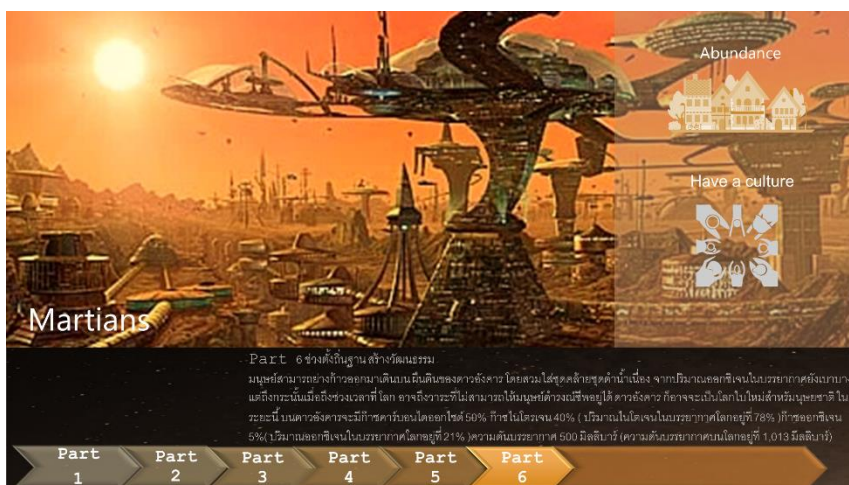 Abundance
Have a culture
Martians
Part 6 ช่วงตั้งถิ่นฐาน สร้างวัฒนธรรม
มนุษย์สามารถย่างก้าวออกมาเดินบน ผืนดินของดาวอังคาร โดยสวมใส่ชุดคล้ายชุดดำน้ำเนื่อง จากปริมาณออกซิเจนในบรรยากาศยังเบาบาง
แต่ถึงกระนั้นเมื่อถึงช่วงเวลาที่ โลก อาจถึงวาระที่ไม่สามารถให้มนุษย์ดำรงณ์ชีพอยู่ได้ ดาวอังคาร ก็อาจจะเป็นโลกใบใหม่สำหรับมนุษยชาติ ใน
ระยะนี้ บนดาวอังคารจะมีก๊าซคาร์บอนไดออกไซด์ 50% ก๊าซไนโตรเจน 40% ( ปริมาณไนโตเจนในบรรยากาศโลกอยู่ที่ 78% )ก๊าซออกซิเจน
5%( ปริมาณออกซิเจนในบรรยากาศโลกอยู่ที่ 21% )ความดันบรรยากาศ 500 มิลลิบาร์ (ความดันบรรยากาศบนโลกอยู่ที่ 1,013 มิลลิบาร์)
Part 1
Part 2
Part 3
Part 4
Part 5
Part 6